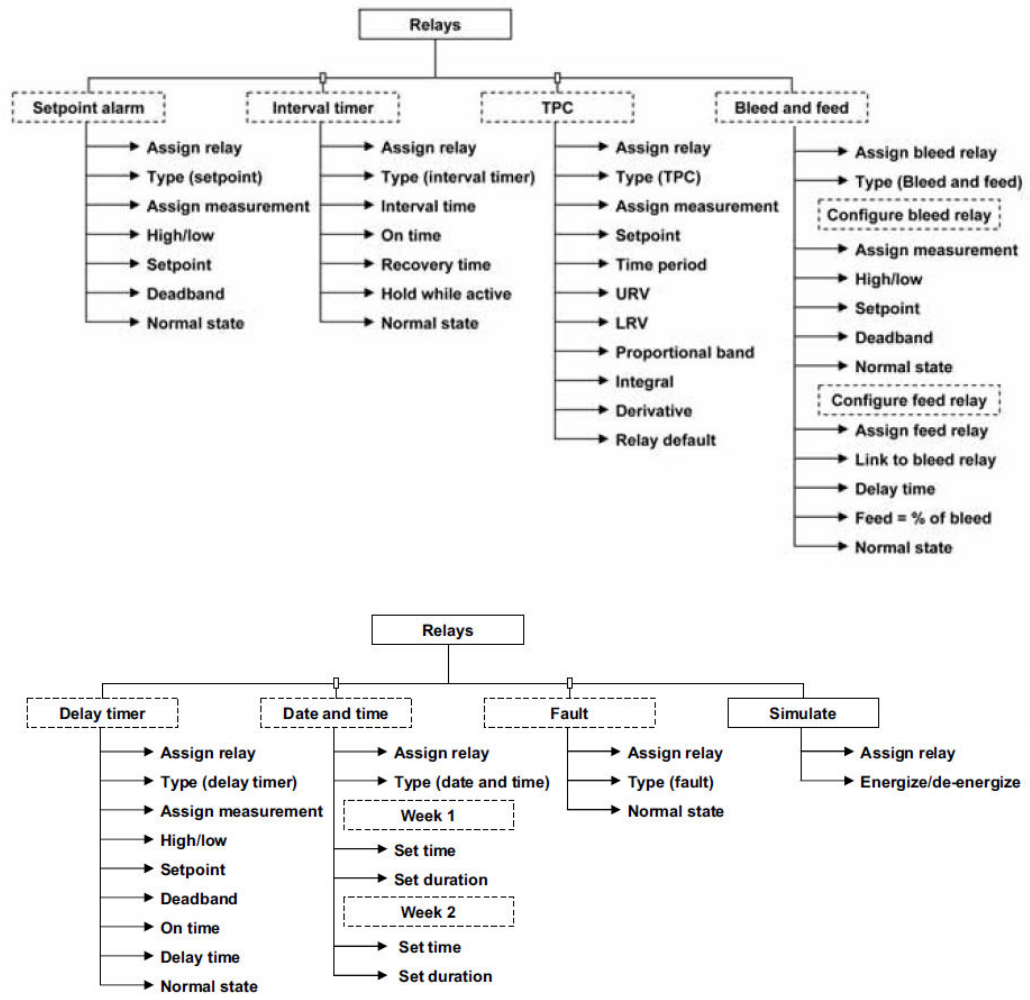 Relays
Setpoint alarm
Assign relay
Type (setpoint)
Assign measurement
High/low
Setpoint
Deadband
Normal state
Interval timer
Assign relay
Type (interval timer)
Interval time
On time
Recovery time
Hold while active
Normal state
TPC
Assign relay
Type (TPC)
Assign measurement
Setpoint
Time period
URV
LRV
Proportional band
Integral
Derivative
Relay default
Bleed and feed
Assign bleed relay
Type (Bleed and feed)
Configure bleed relay
Assign measurement
High/low
Setpoint
Deadband
Normal state
Configure feed relay
Assign feed relay
Link to bleed relay
Delay time
Feed = % of bleed
Normal state
Relays
Delay timer
Assign relay
Type (delay timer)
Assign measurement
High/low
Setpoint
Deadband
On time
Delay time
Normal state
Date and time
Assign relay
Type (date and time)
Week 1
Set time
Set duration
Week 2
Set time
Set duration
Fault
Assign relay
Type (fault)
Normal state
Simulate
Assign relay
Energize/de-energize